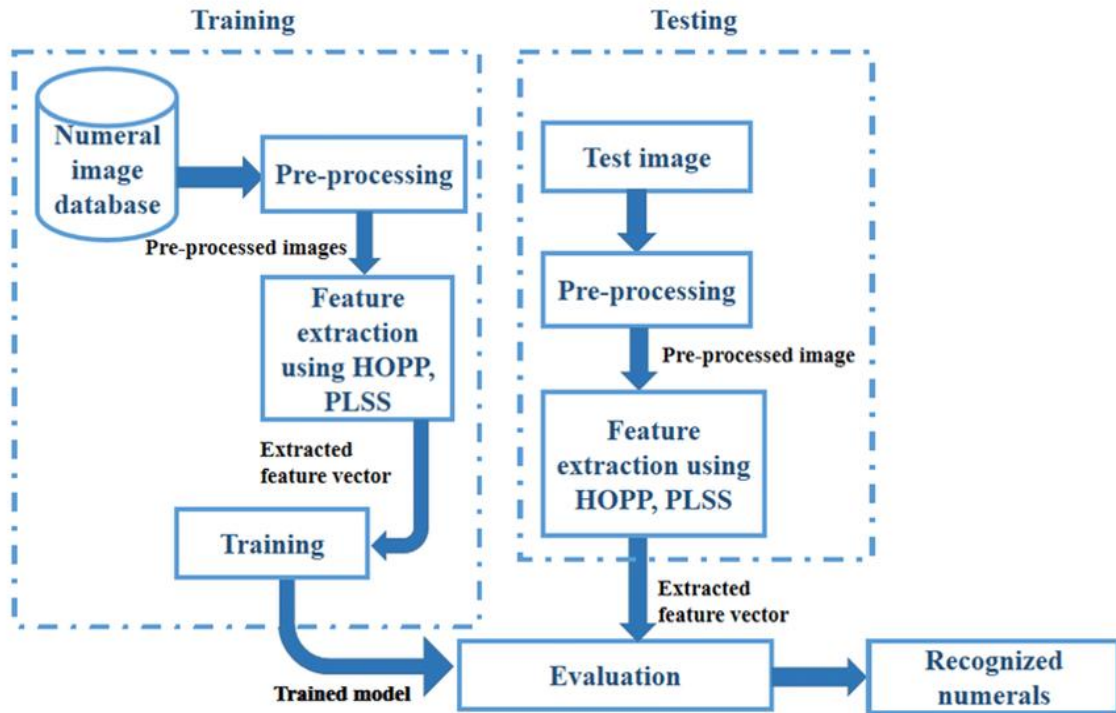 Training
Numeral
image
database
Pre-processing
Pre-processed images
Feature
extraction
using HOPP,
PLSS
Extracted
feature vector
Training
Trained model
Testing
Test image
Pre-processing
Pre-processed image
Feature
extraction using
HOPP, PLSS
Extracted
feature vector
Evaluation
Recognized
numerals